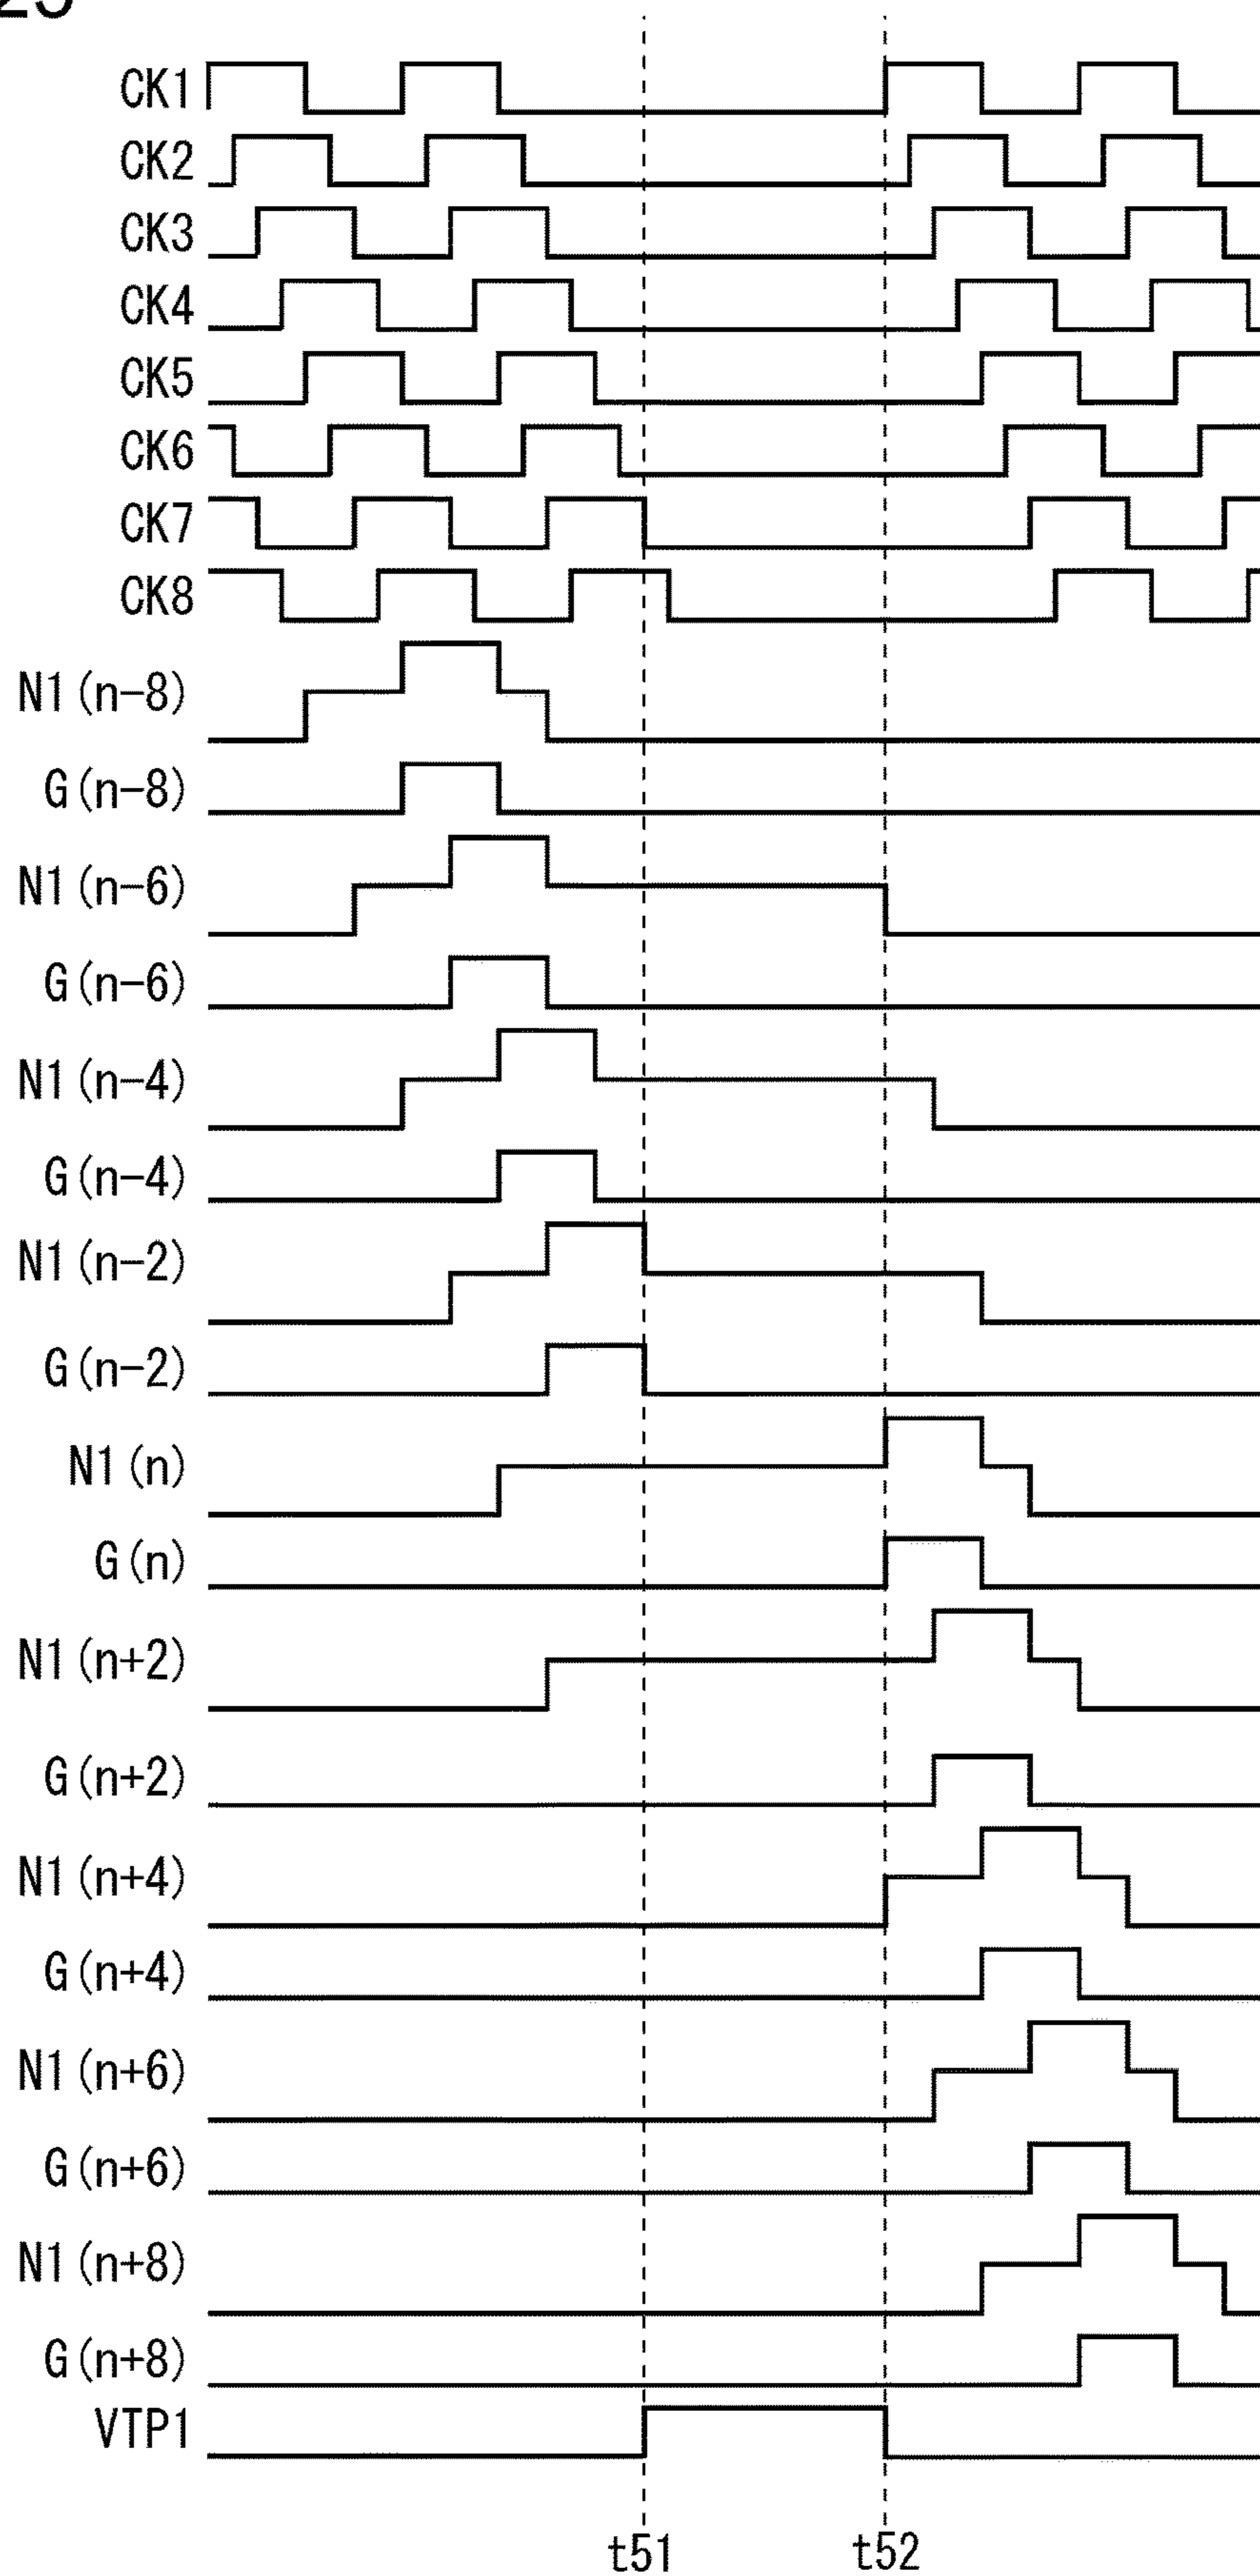 CK1
CK2
CK3
CK4
CK5
CK6
CK7
CK8
N1(n-8)
G(n-8)
N1(n-6)
G(n-6)
N1(n-4)
G(n-4)
N1(n-2)
G(n-2)
N1(n)
G(n)
N1(n+2)
G(n+2)
N1(n+4)
G(n+4)
N1(n+6)
G(n+6)
N1(n+8)
G(n+8)
VTP1
t51 t52